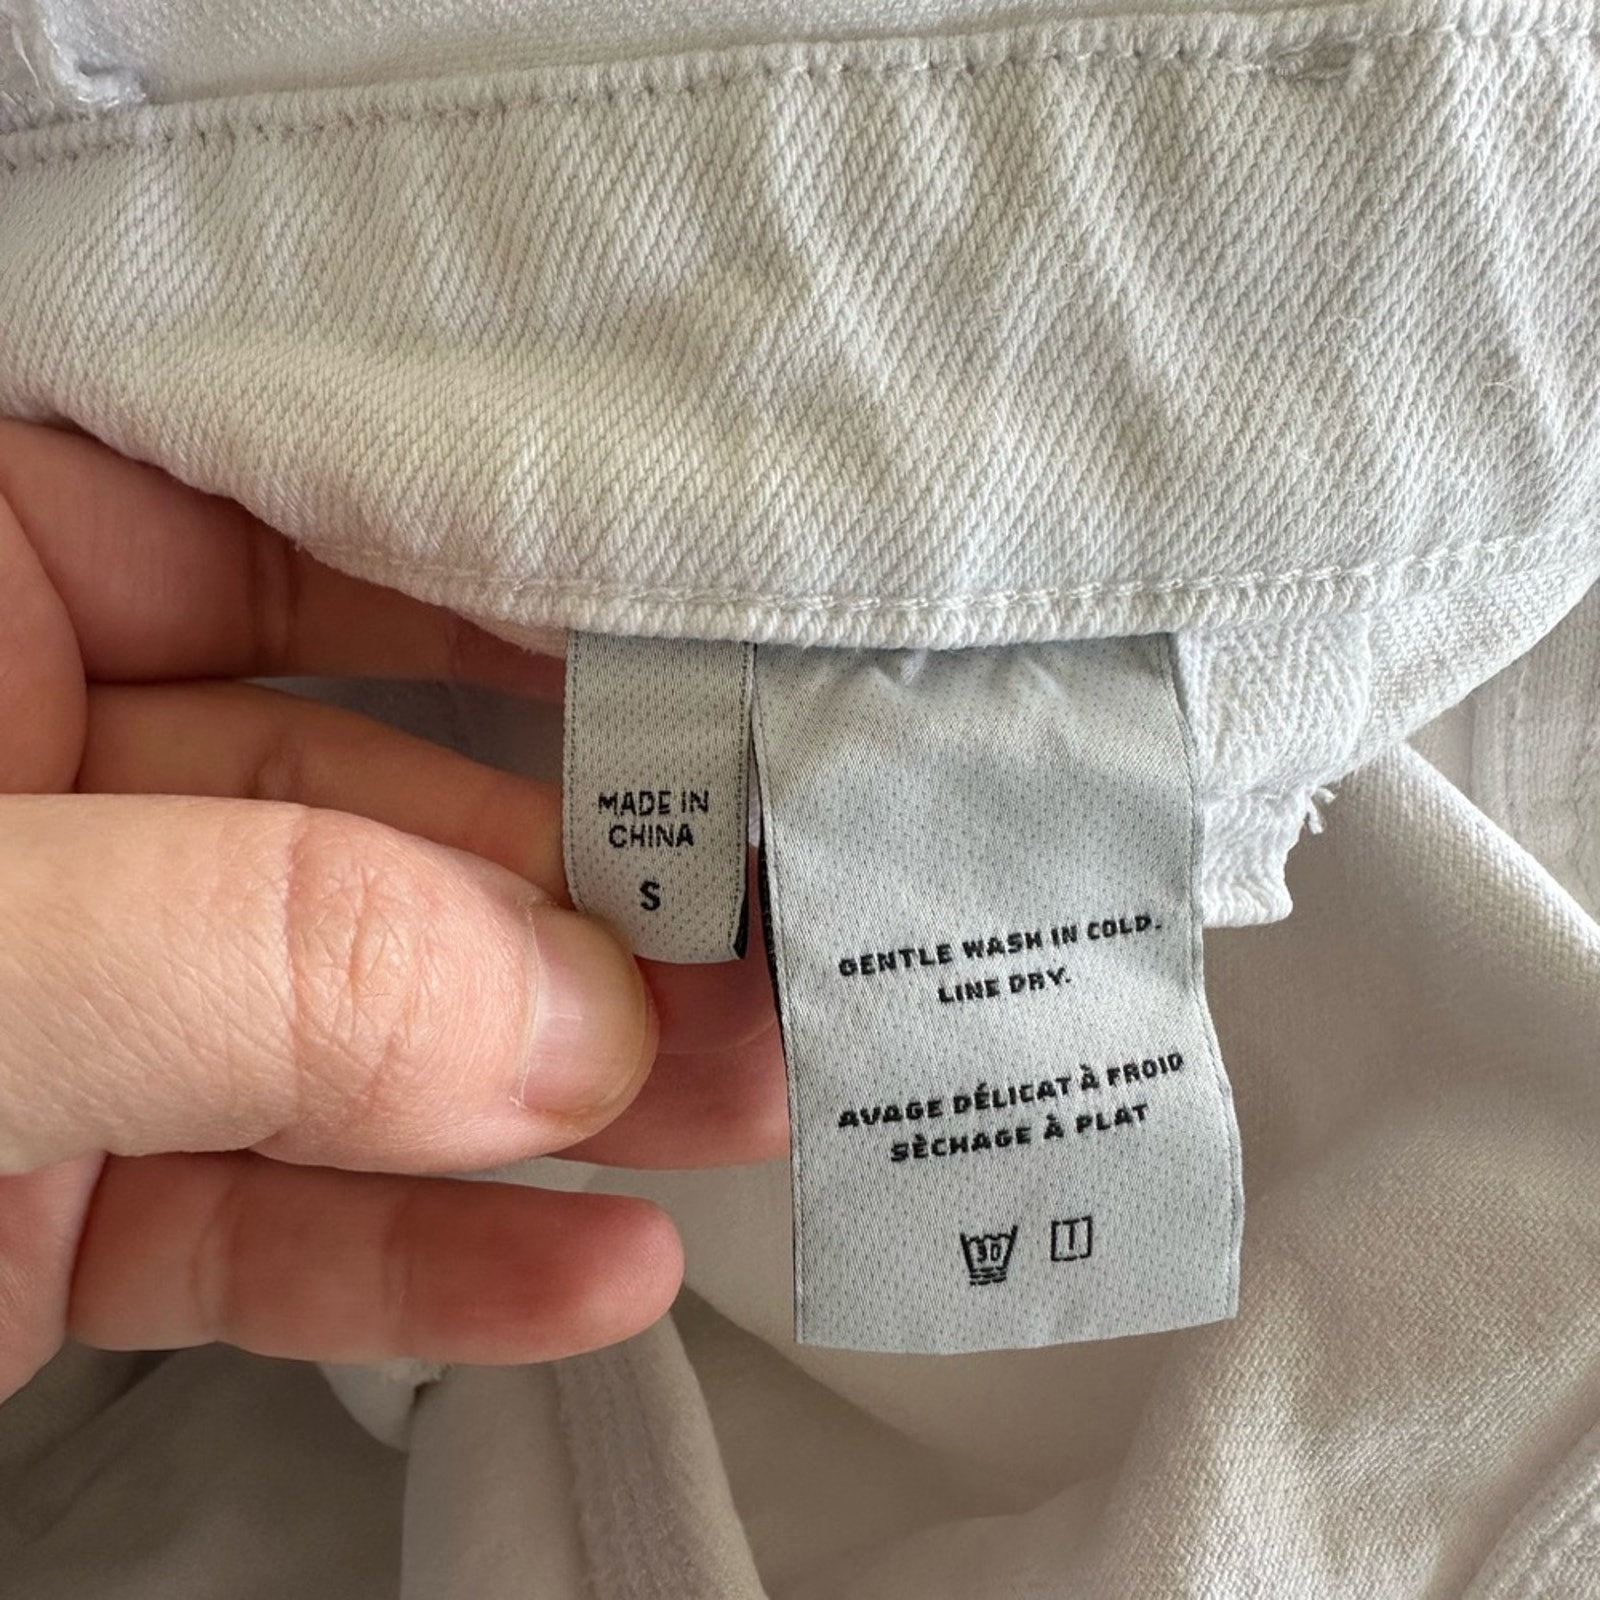 MADE IN
CHINA
S
GENTLE WASH IN COLD.
LINE DRY.
AVAGE DÉLICAT À FROID
SÈCHAGE À PLAT
30